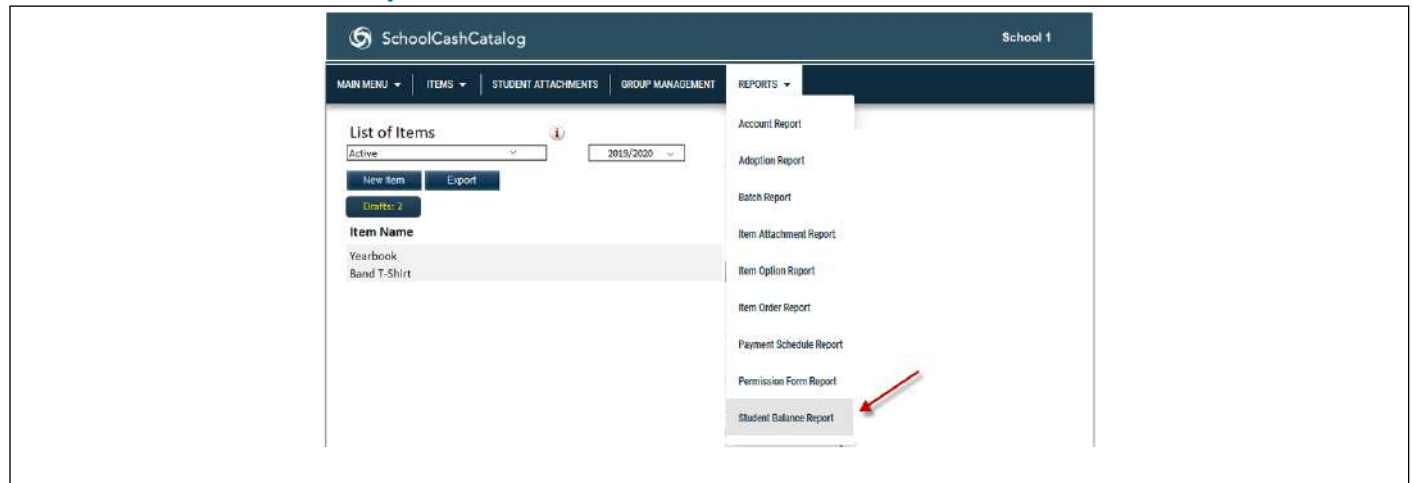 SchoolCashCatalog
School 1
MAIN MENU
ITEMS
STUDENT ATTACHMENTS
GROUP MANAGEMENT
REPORTS
List of Items
i
Active
2019/2020
New Item
Export
Drafts: 2
Item Name
Yearbook
Band T-Shirt
Account Report
Adoption Report
Batch Report
Item Attachment Report
Item Option Report
Item Order Report
Payment Schedule Report
Permission Form Report
Student Balance Report